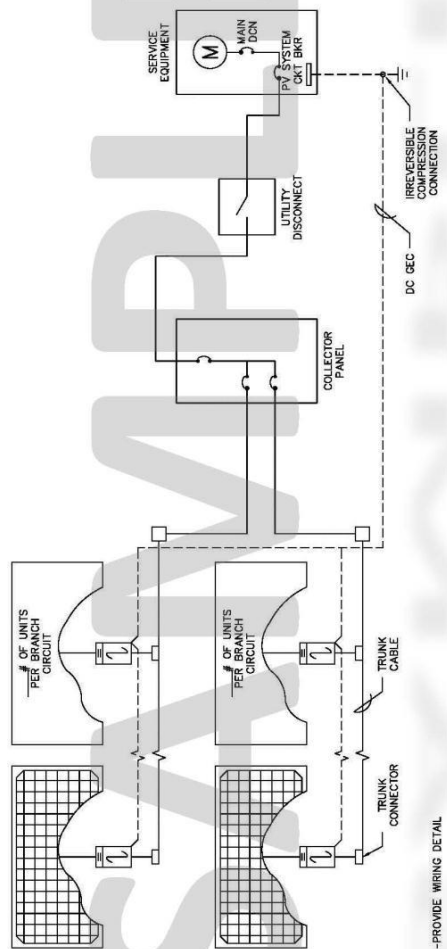 SERVICE
EQUIPMENT
M
MAIN
DCN
PV SYSTEM
CKT BKR
UTILITY
DISCONNECT
IRREVERSIBLE
COMPRESSION
CONNECTION
DC GEC
COLLECTOR
PANEL
# OF UNITS
PER BRANCH
CIRCUIT
# OF UNITS
PER BRANCH
CIRCUIT
TRUNK
CABLE
TRUNK
CONNECTOR
-PROVIDE WIRING DETAIL
SAMPL